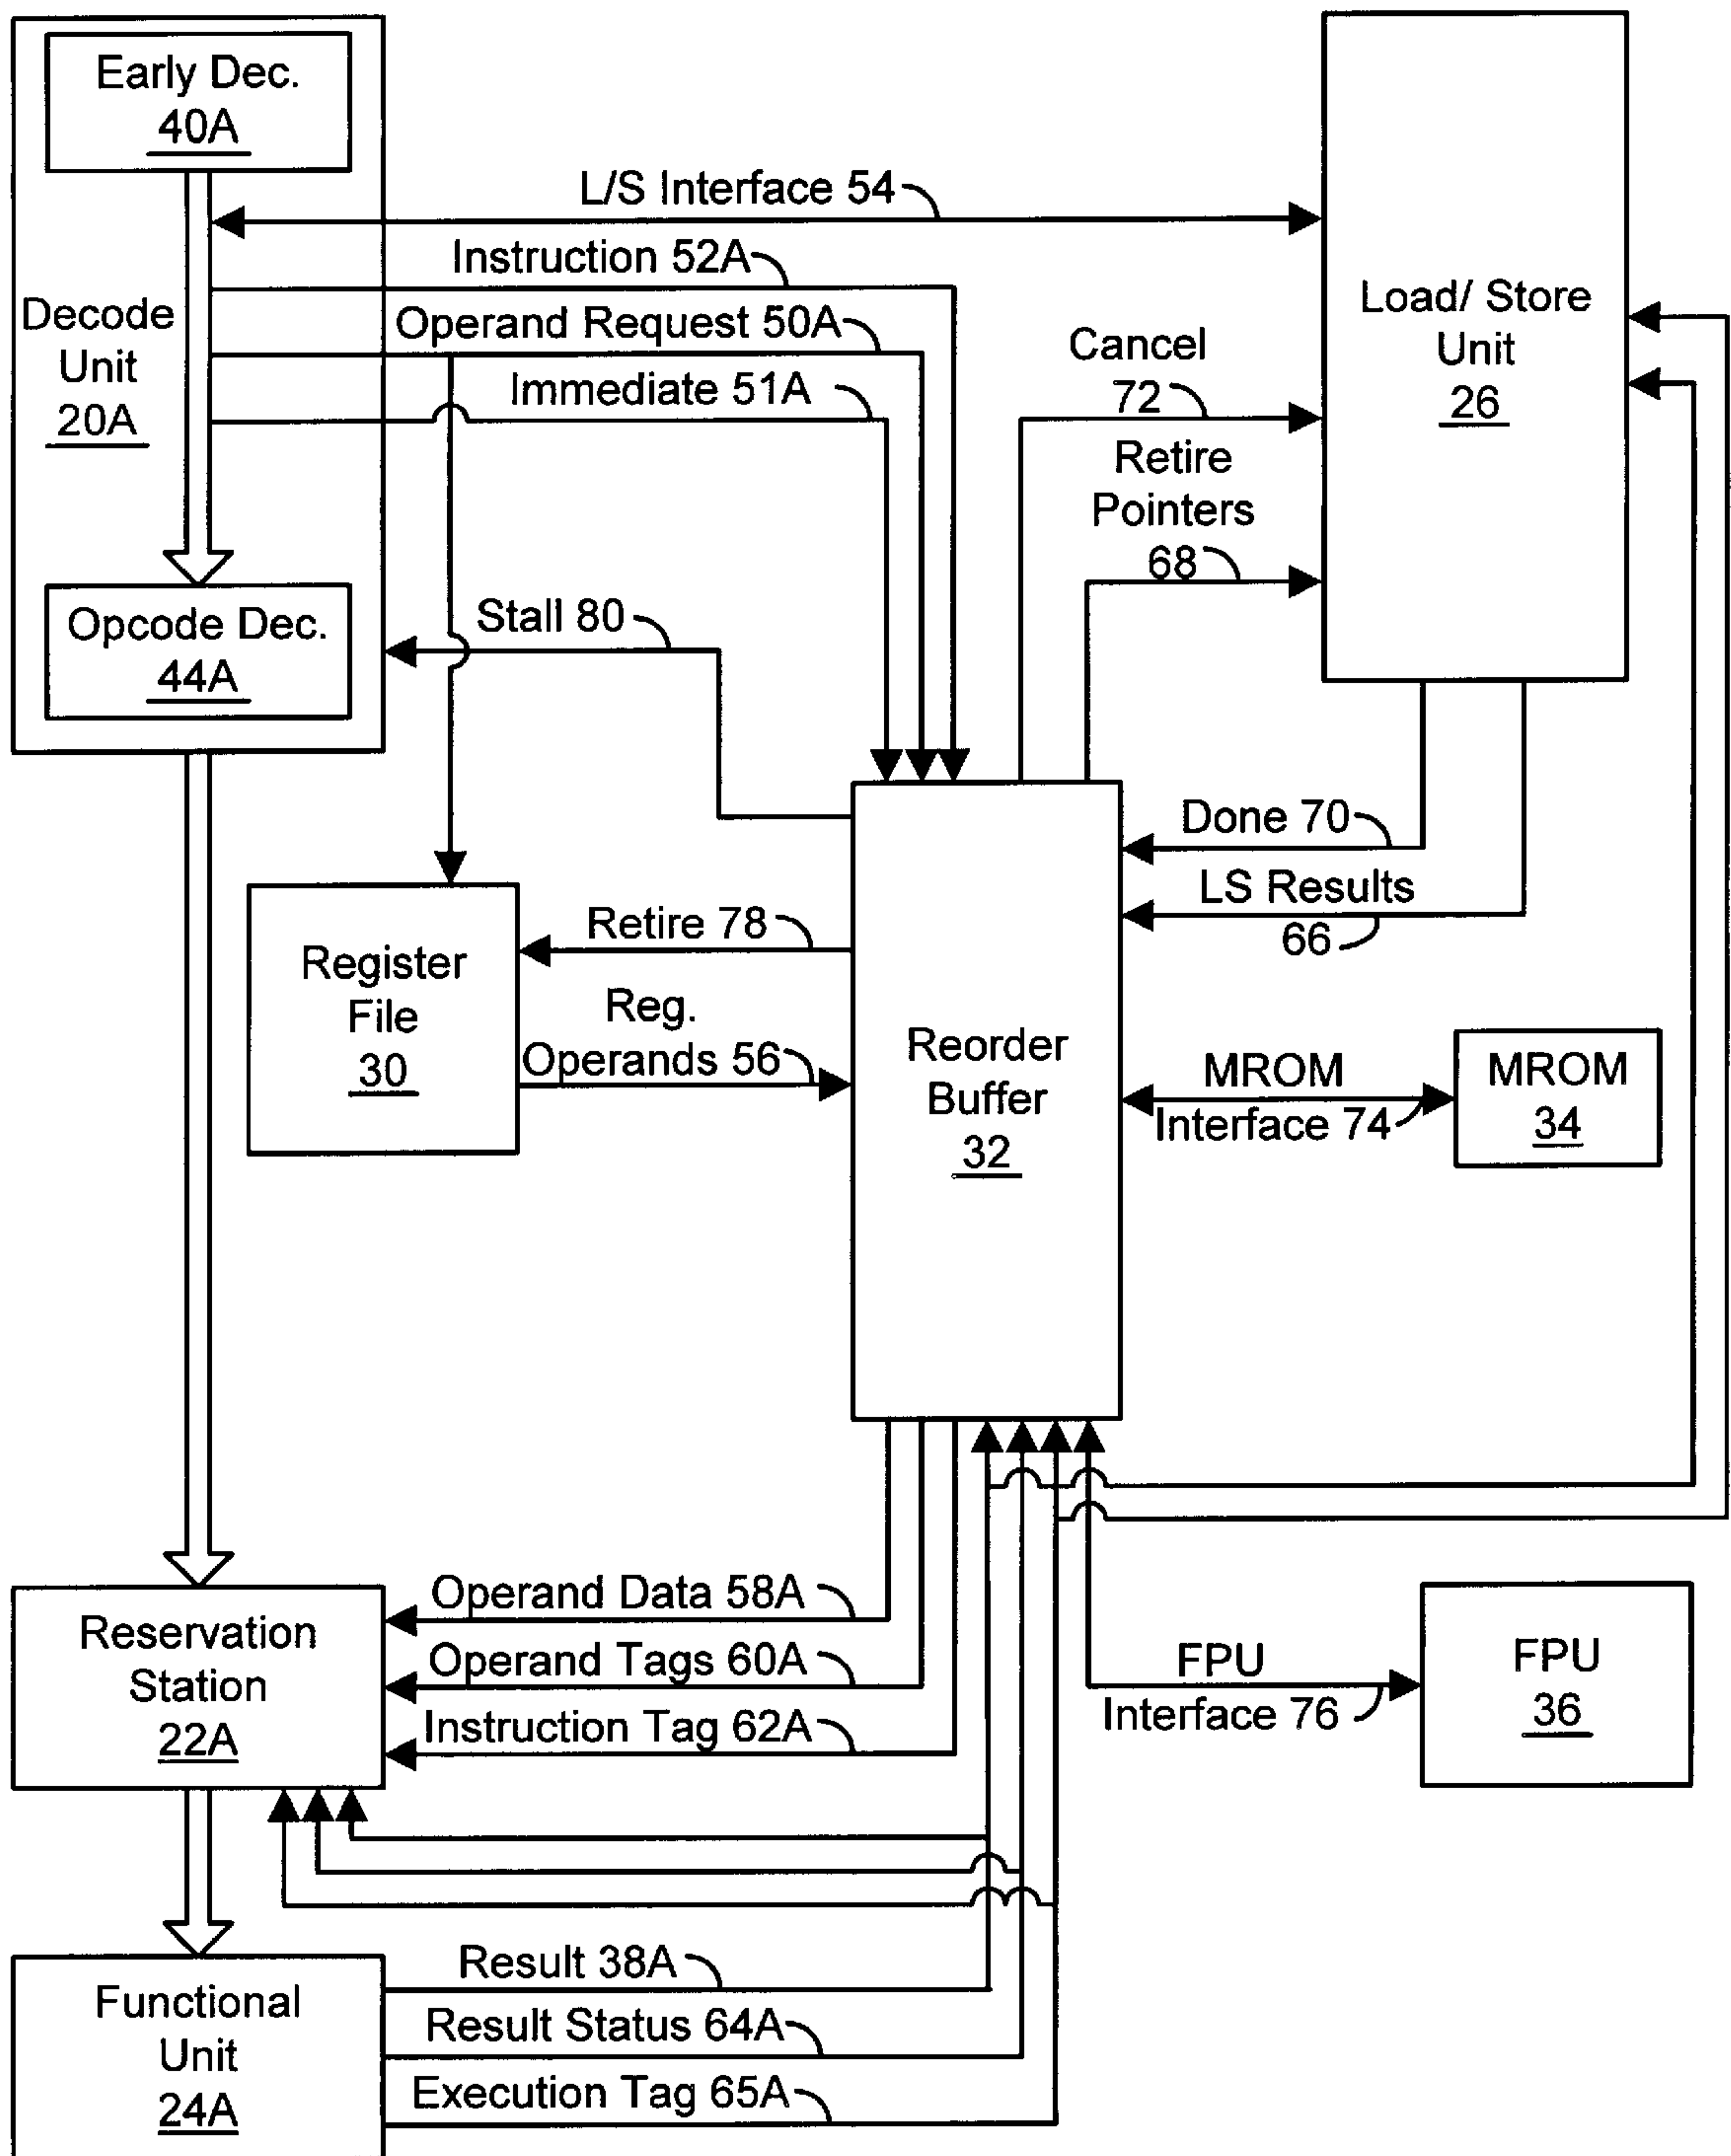 Early Dec.
40A
L/S Interface 54
Instruction 52A
Decode
Unit
20A
Operand Request 50A
Immediate 51A
Load/ Store
Unit
26
Cancel
72
Retire
Pointers
68
Opcode Dec.
44A
Stall 80
Done 70
LS Results
66
Register
File
30
Retire 78
Reg.
Operands 56
Reorder
Buffer
32
MROM
Interface 74
MROM
34
Reservation
Station
22A
Operand Data 58A
Operand Tags 60A
Instruction Tag 62A
FPU
Interface 76
FPU
36
Functional
Unit
24A
Result 38A
Result Status 64A
Execution Tag 65A